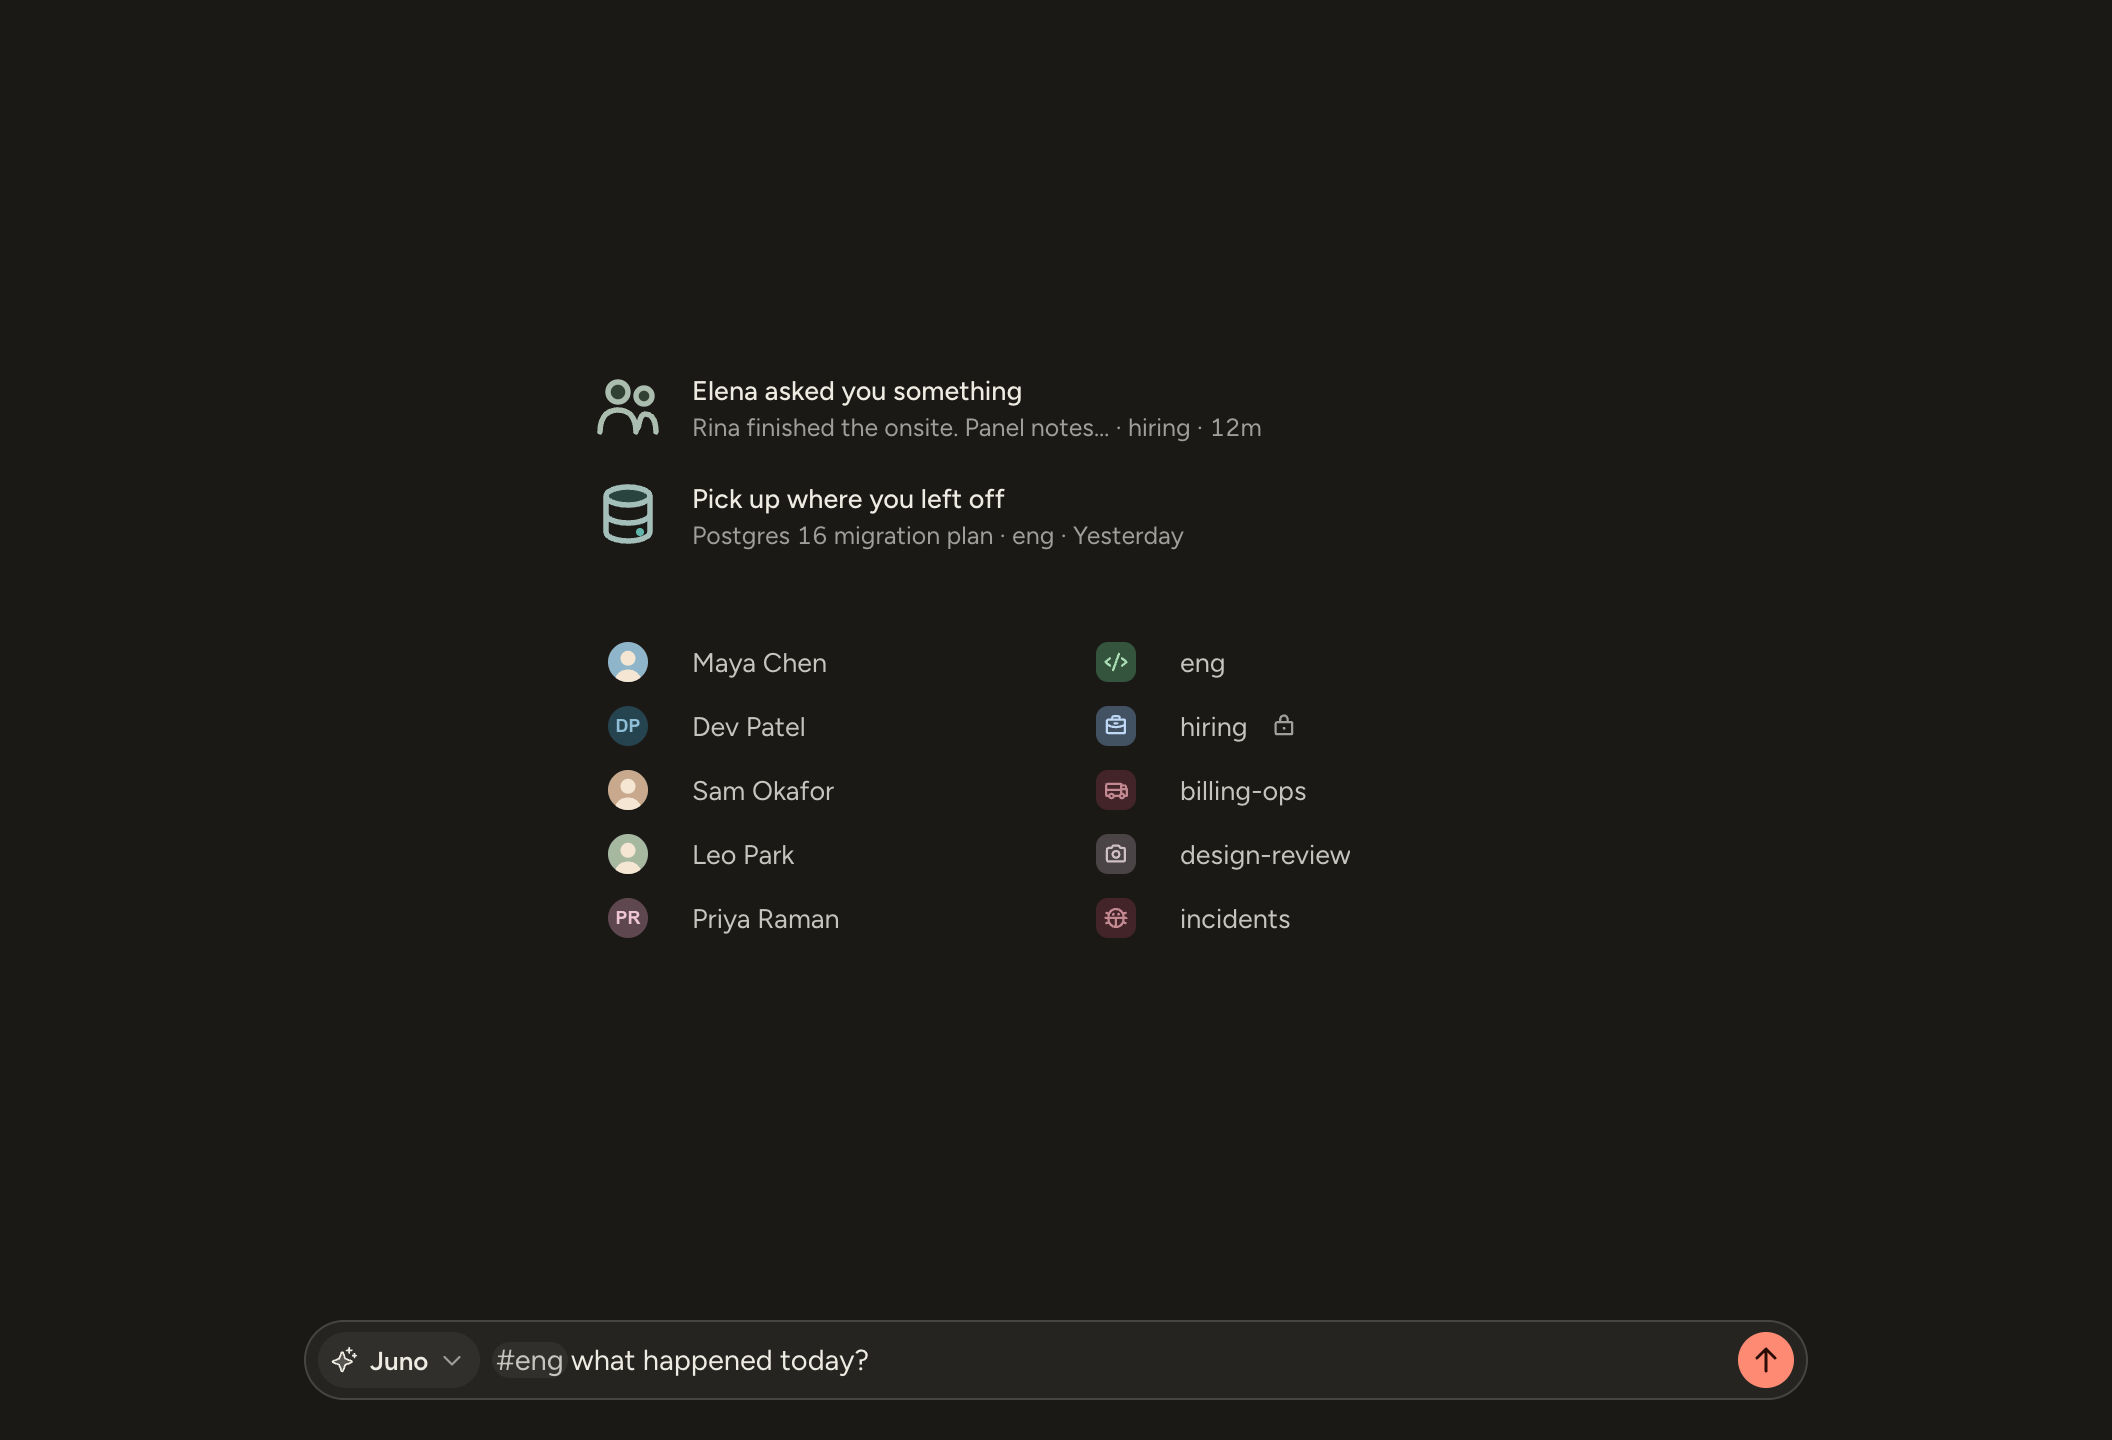 Elena asked you something
Rina finished the onsite. Panel notes... · hiring · 12m
Pick up where you left off
Postgres 16 migration plan · eng · Yesterday
Maya Chen
eng
DP Dev Patel
hiring
Sam Okafor
billing-ops
Leo Park
design-review
PR Priya Raman
incidents
Juno #eng what happened today?